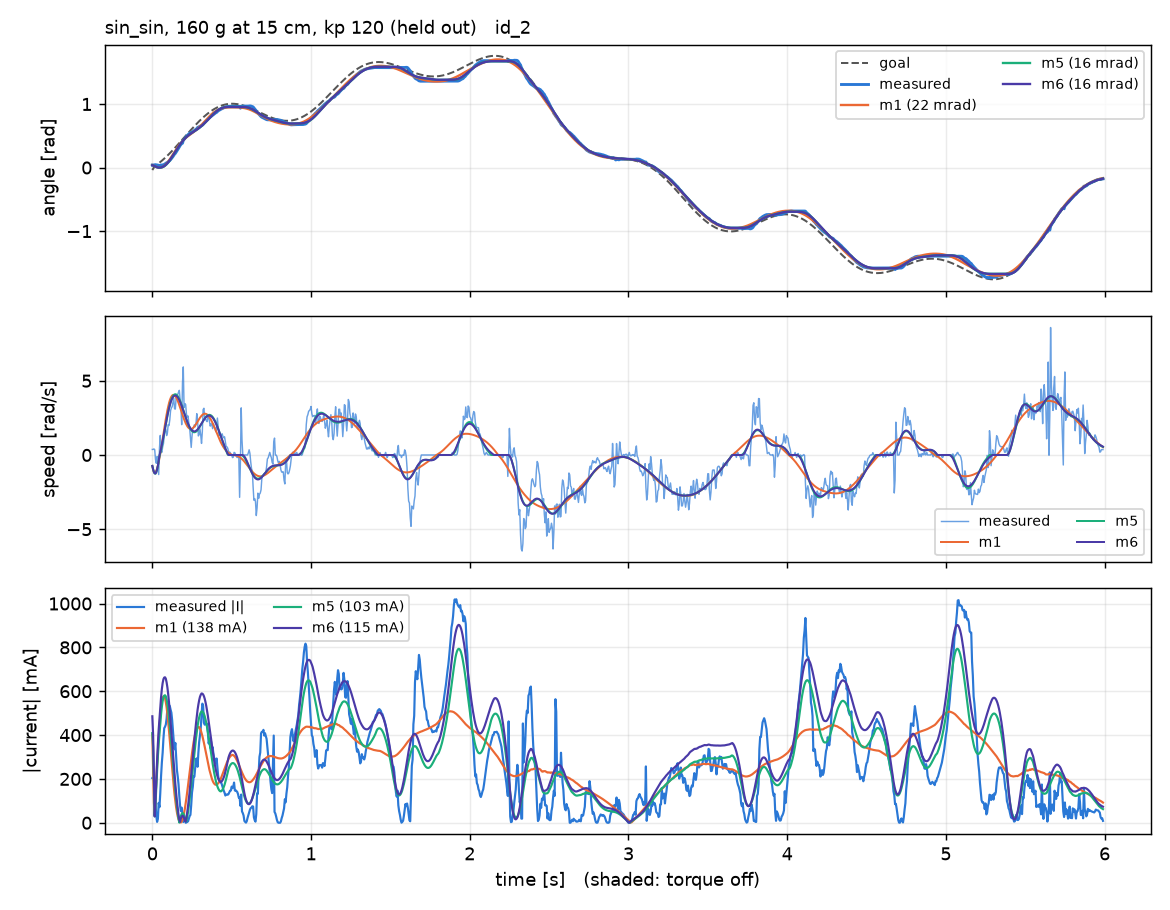 sin_sin, 160 g at 15 cm, kp 120 (held out)   id_2
goal
measured
m1 (22 mrad)
m5 (16 mrad)
m6 (16 mrad)
angle [rad]
1
0
−1
speed [rad/s]
5
0
−5
measured
m1
m5
m6
|current| [mA]
1000
800
600
400
200
0
measured |I|
m1 (138 mA)
m5 (103 mA)
m6 (115 mA)
0 1 2 3 4 5 6
time [s]   (shaded: torque off)